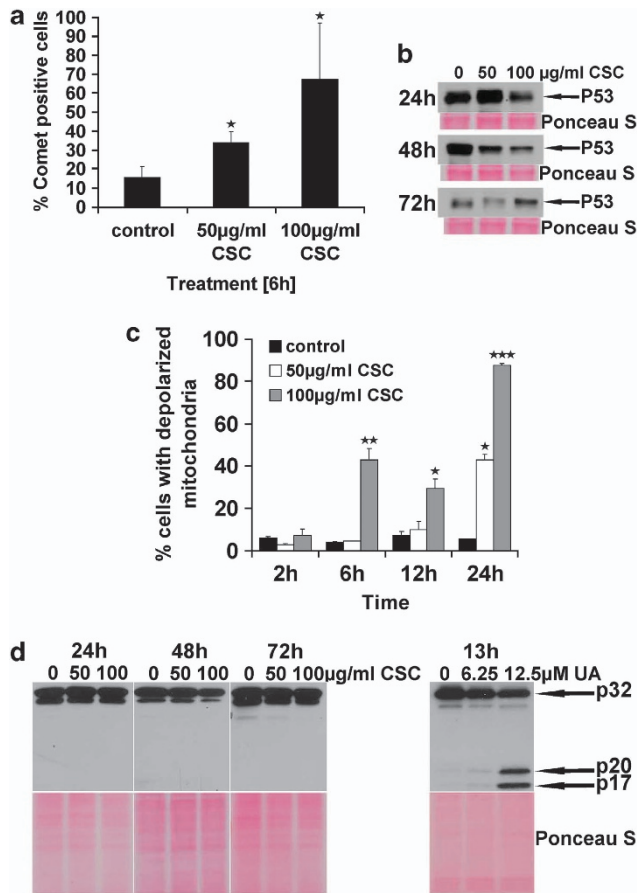 a
100
90
80
70
60
50
40
30
20
10
0
% Comet positive cells
★
★
control 50µg/ml CSC 100µg/ml CSC
Treatment [6h]
b
0 50 100 µg/ml CSC
24h P53
Ponceau S
48h P53
Ponceau S
72h P53
Ponceau S
c
% cells with depolarized mitochondria
100
80
60
40
20
0
control
50µg/ml CSC
100µg/ml CSC
★★
★
★
★★★
2h 6h 12h 24h
Time
d
24h 48h 72h 13h
0 50 100 0 50 100 0 50 100 µg/ml CSC 0 6.25 12.5µM UA
p32
p20
p17
Ponceau S